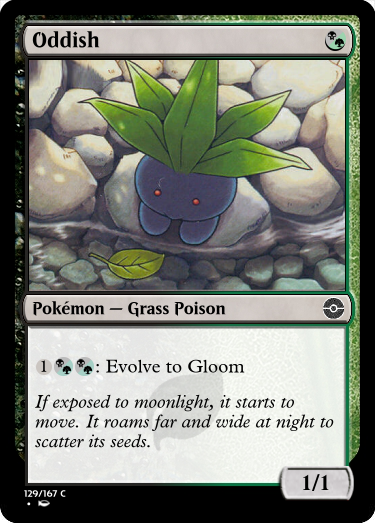 Oddish
Pokémon — Grass Poison
1: Evolve to Gloom
If exposed to moonlight, it starts to
move. It roams far and wide at night to
scatter its seeds.
1/1
129/167 C